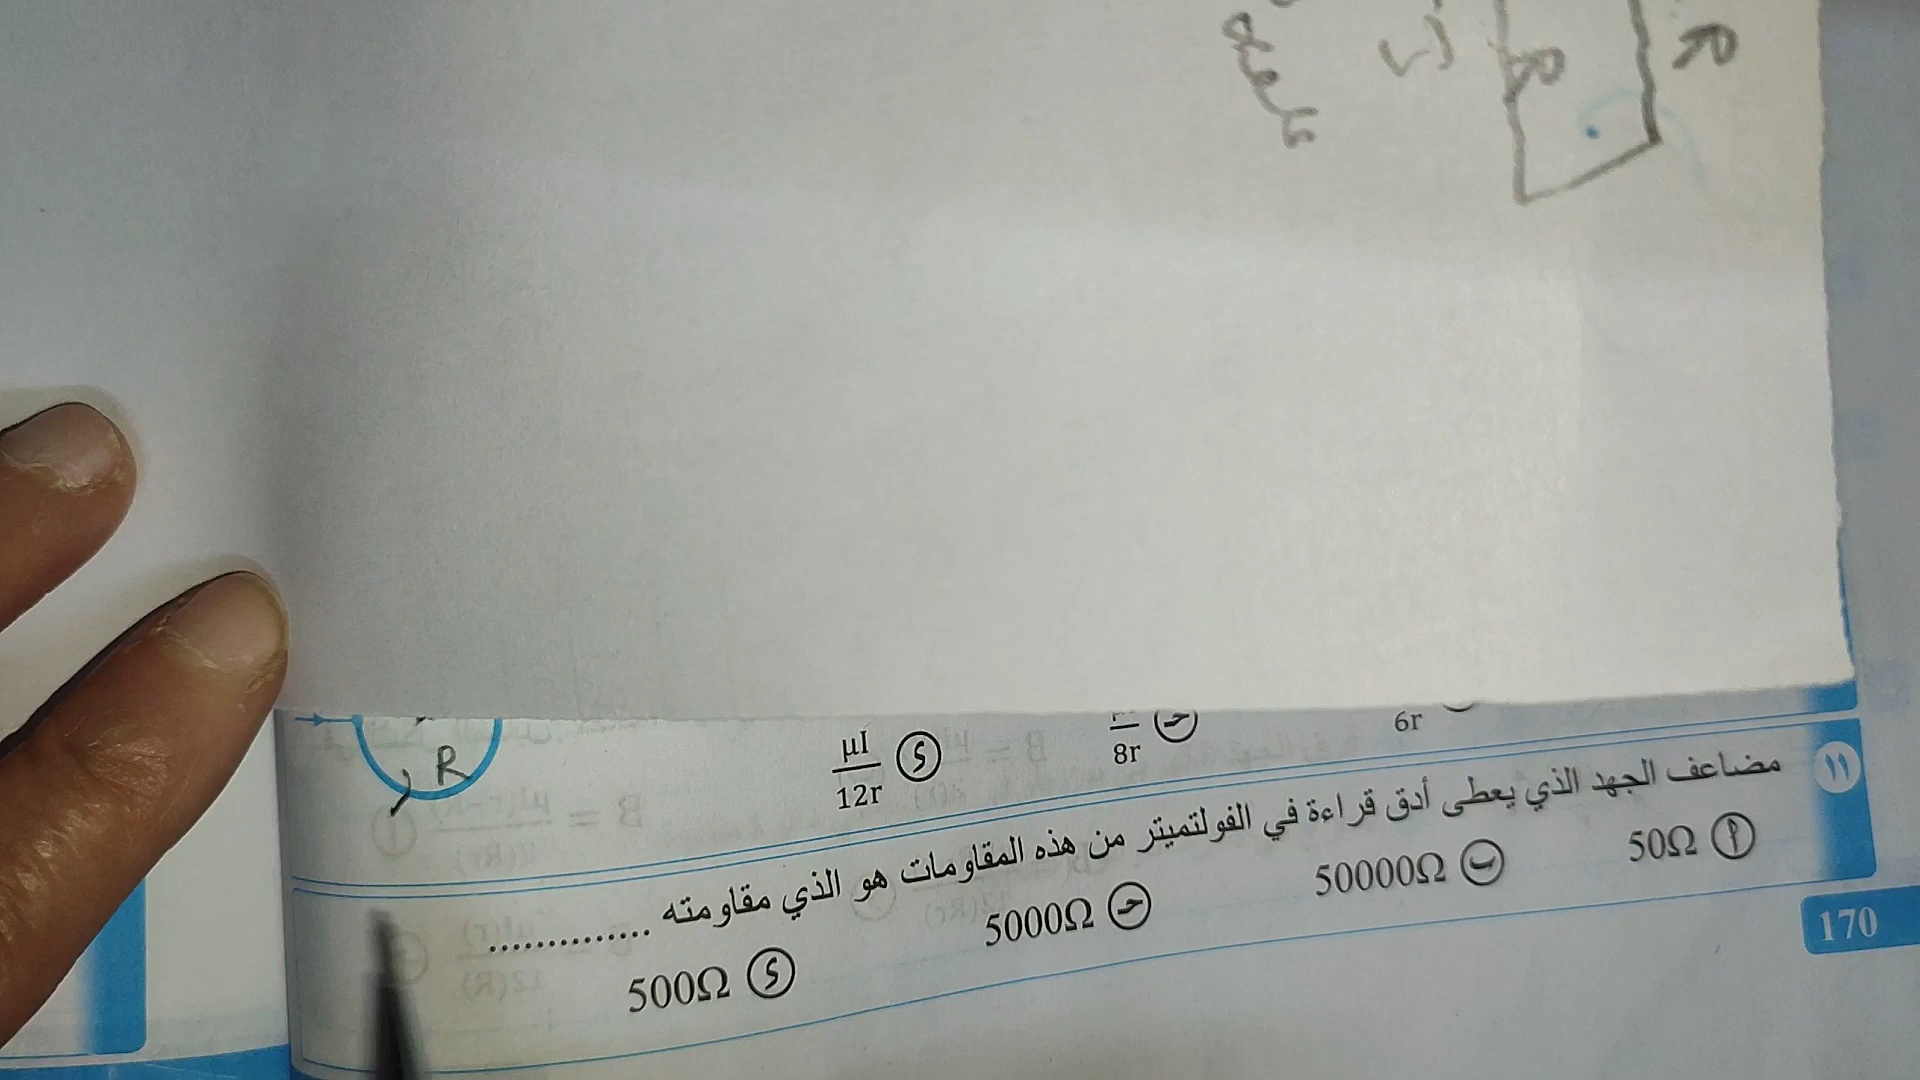 R
R
6r
8r
د μI/12r
R
١١ مضاعف الجهد الذي يعطى أدق قراءة في الفولتميتر من هذه المقاومات هو الذي مقاومته ..............
أ 50Ω ب 50000Ω ج 5000Ω د 500Ω
170